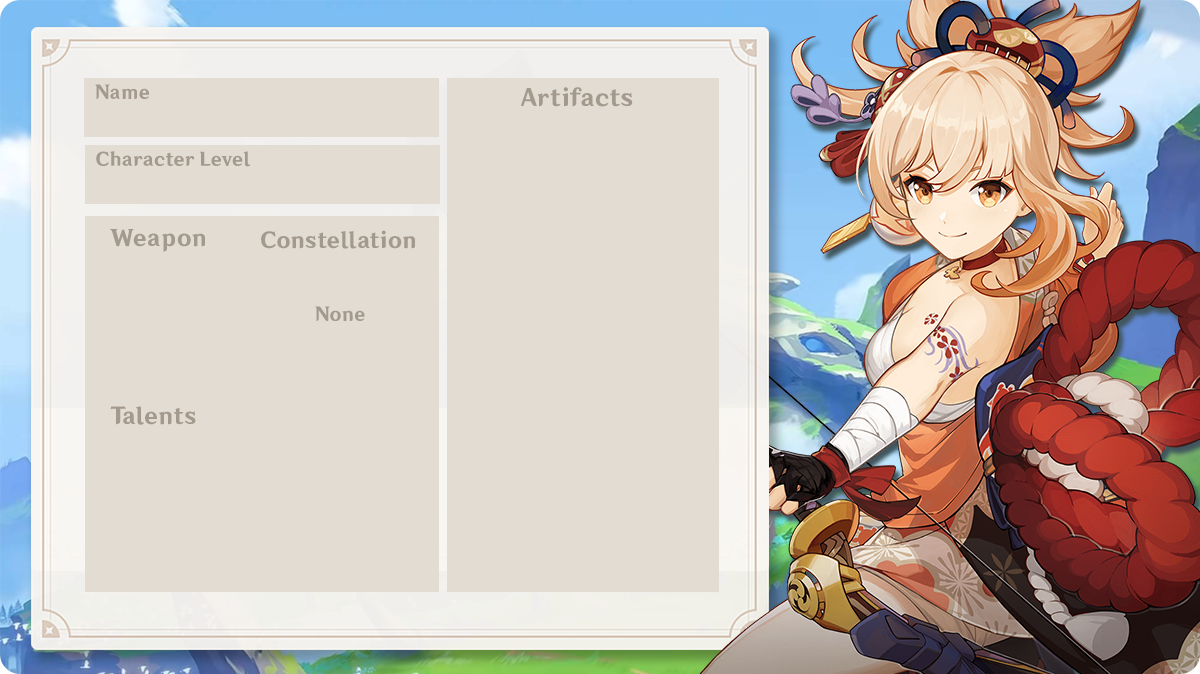 Name
Character Level
Weapon
Constellation
None
Talents
Artifacts